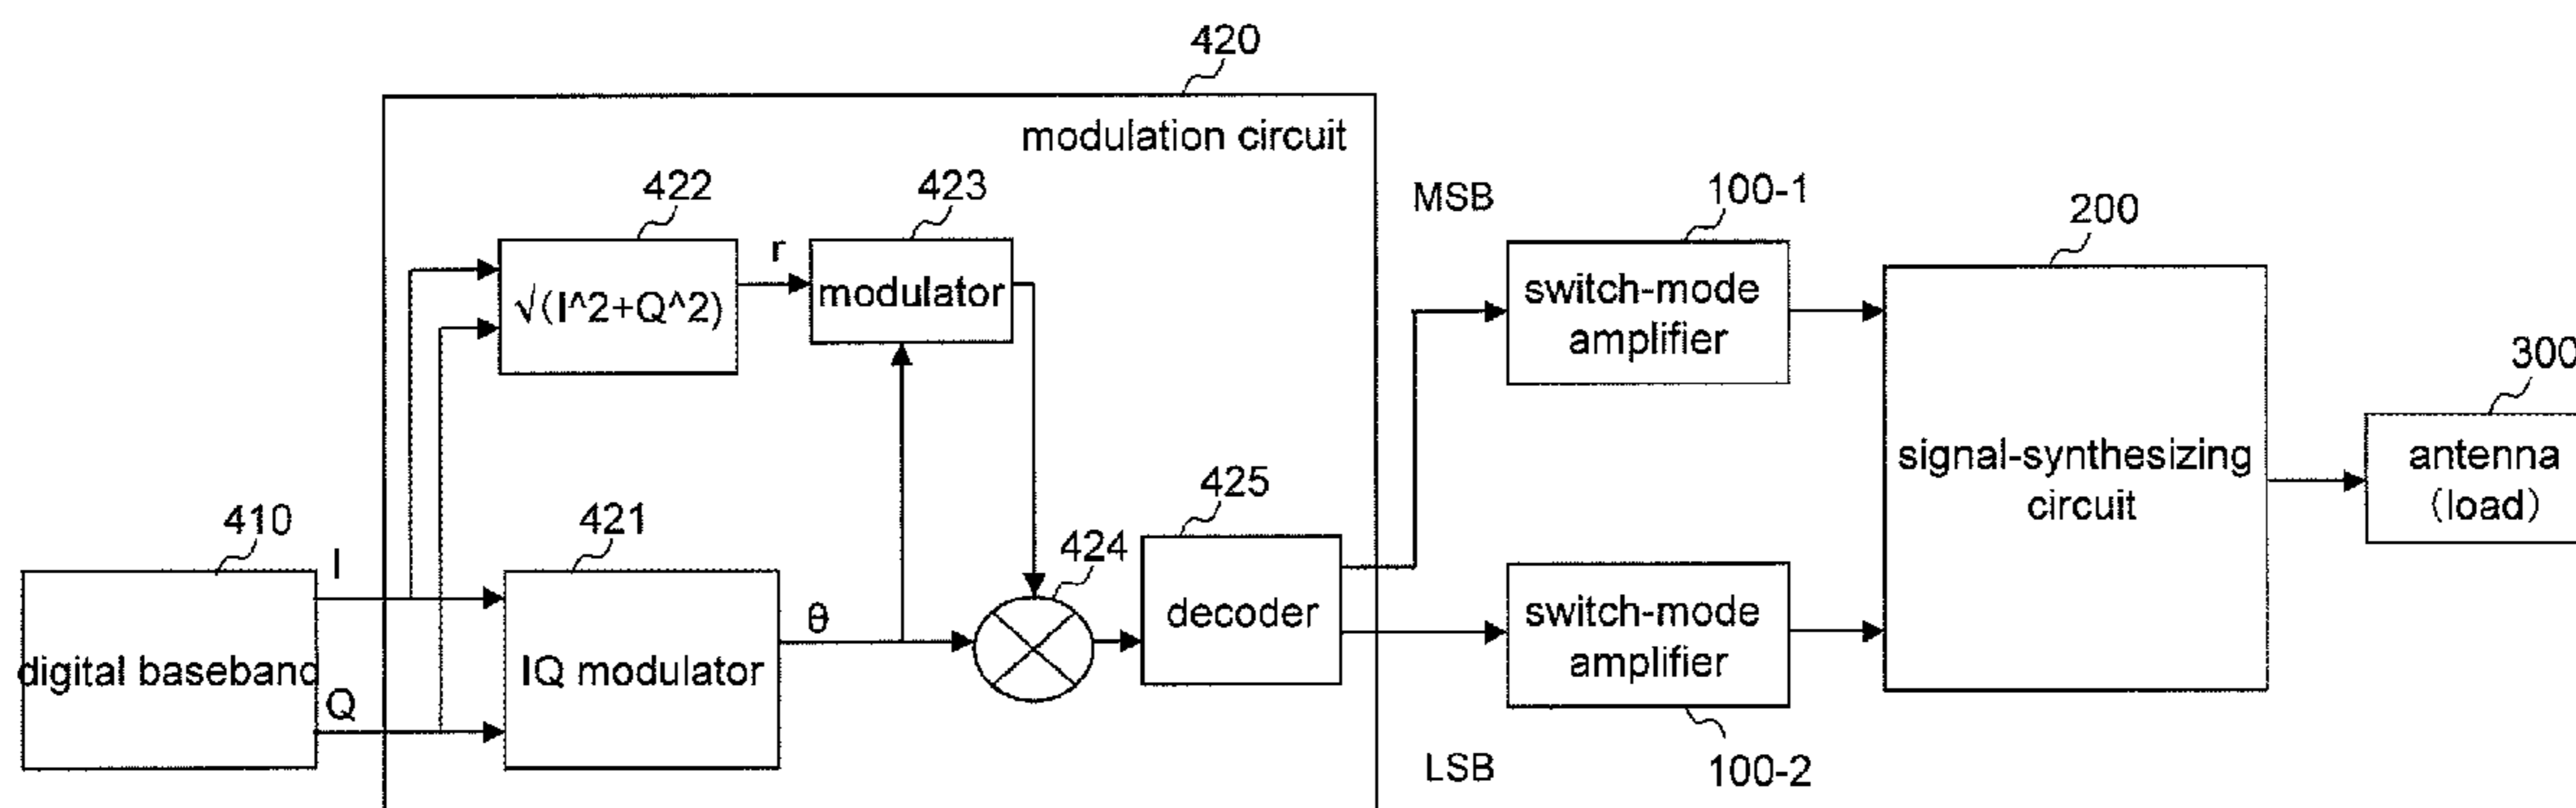 420
modulation circuit
422
423
MSB
100-1
200
r
√(I^2+Q^2)
modulator
switch-mode
amplifier
300
signal-synthesizing
circuit
antenna
(load)
410
I
421
425
424
θ
decoder
switch-mode
amplifier
digital baseband
Q
IQ modulator
LSB
100-2